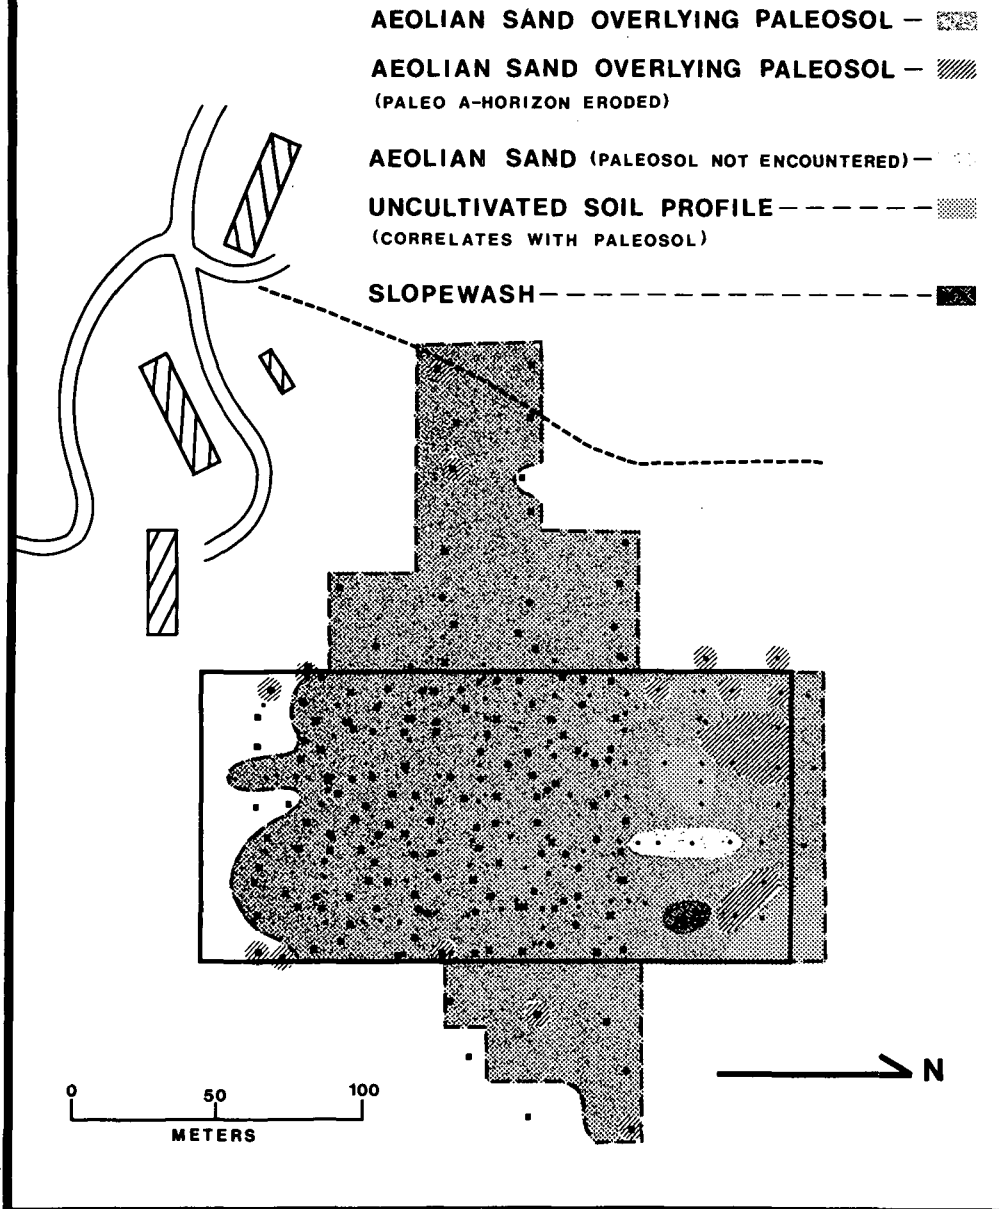 AEOLIAN SAND OVERLYING PALEOSOL –
AEOLIAN SAND OVERLYING PALEOSOL –
(PALEO A-HORIZON ERODED)
AEOLIAN SAND (PALEOSOL NOT ENCOUNTERED) –
UNCULTIVATED SOIL PROFILE – – – – – –
(CORRELATES WITH PALEOSOL)
SLOPEWASH – – – – – – – – – – – – – –
N
0 50 100
METERS